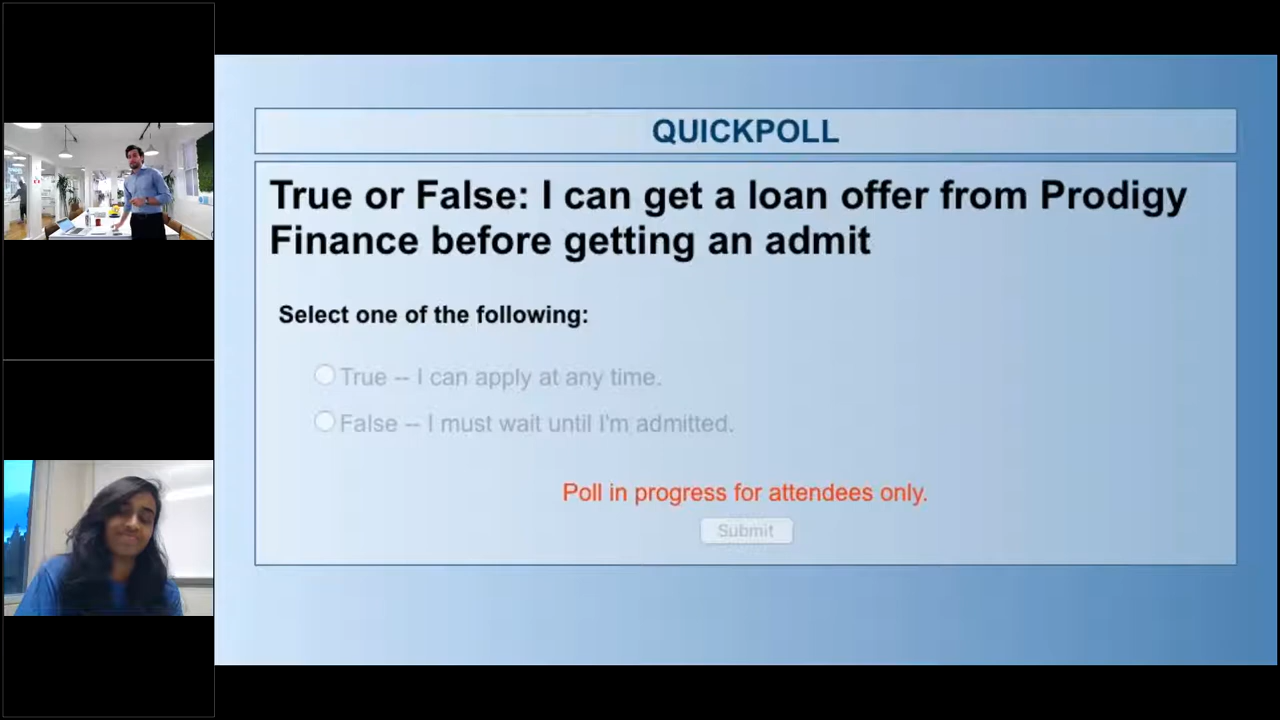 QUICKPOLL
True or False: I can get a loan offer from Prodigy
Finance before getting an admit
Select one of the following:
True -- I can apply at any time.
False -- I must wait until I'm admitted.
Poll in progress for attendees only.
Submit